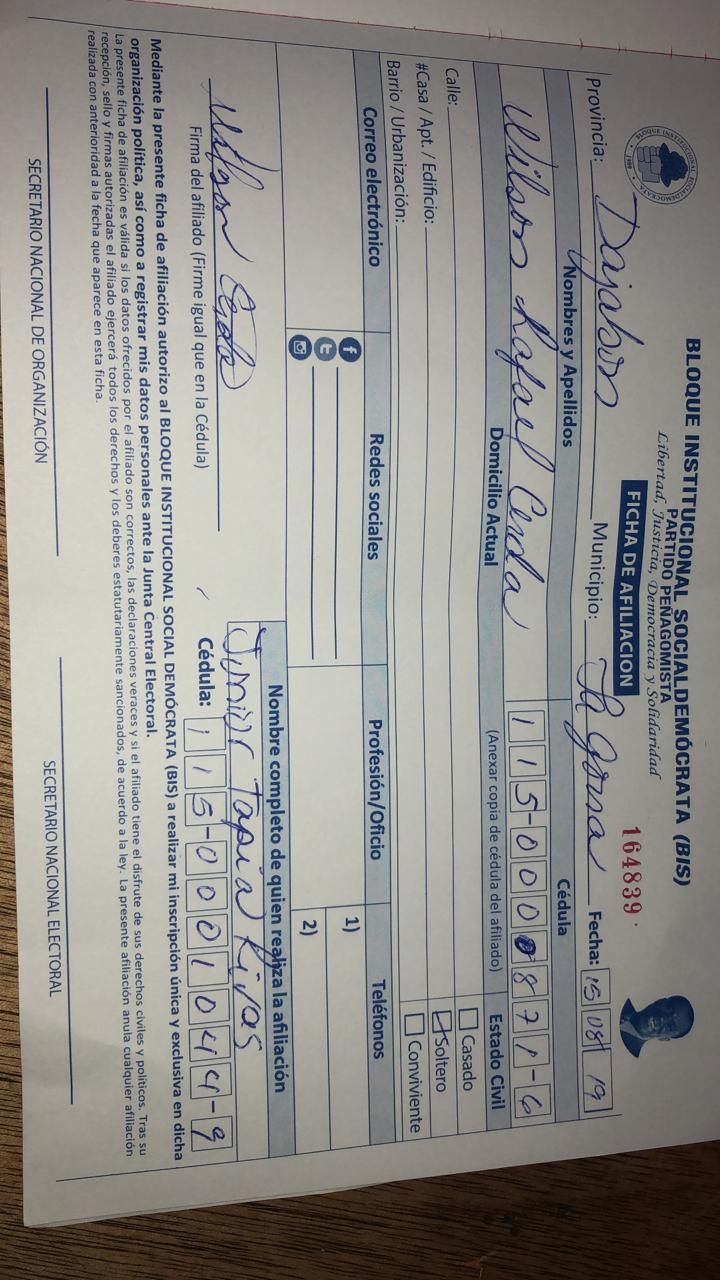 BLOQUE INSTITUCIONAL SOCIALDEMÓCRATA (BIS)
PARTIDO PEÑAGOMISTA
Libertad, Justicia, Democracia y Solidaridad
FICHA DE AFILIACION
164839
Provincia: Dajabon Municipio: La Gorra Fecha: 15 08 19
Nombres y Apellidos Cédula
Wilson Rafael Cerda 115-0000871-6
Domicilio Actual (Anexar copia de cédula del afiliado) Estado Civil
Calle: Casado
#Casa / Apt. / Edificio: Soltero
Barrio / Urbanización: Conviviente
Correo electrónico Redes sociales Profesión/Oficio Teléfonos
1)
2)
Nombre completo de quien realiza la afiliación
Junior Tapia Rivas
Wilson Cerda
Firma del afiliado (Firme igual que en la Cédula) Cédula: 115-0001044-9
Mediante la presente ficha de afiliación autorizo al BLOQUE INSTITUCIONAL SOCIAL DEMÓCRATA (BIS) a realizar mi inscripción única y exclusiva en dicha
organización política, así como a registrar mis datos personales ante la Junta Central Electoral.
La presente ficha de afiliación es válida si los datos ofrecidos por el afiliado son correctos, las declaraciones veraces y si el afiliado tiene el disfrute de sus derechos civiles y políticos. Tras su
recepción, sello y firmas autorizadas el afiliado ejercerá todos los derechos y los deberes estatutariamente sancionados, de acuerdo a la ley. La presente afiliación anula cualquier afiliación
realizada con anterioridad a la fecha que aparece en esta ficha.
SECRETARIO NACIONAL DE ORGANIZACIÓN SECRETARIO NACIONAL ELECTORAL